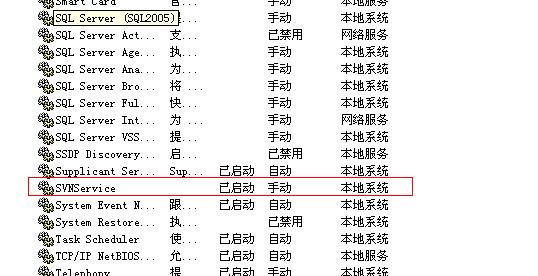 Smart Card 管... 手动 本地系统
SQL Server (SQL2005) ... 手动 本地系统
SQL Server Act... 支... 已禁用 网络服务
SQL Server Age... 执... 手动 本地系统
SQL Server Ana... 为... 手动 本地系统
SQL Server Bro... 将 ... 手动 本地系统
SQL Server Ful... 快... 手动 本地系统
SQL Server Int... 为 ... 手动 网络服务
SQL Server VSS... 提... 手动 本地系统
SSDP Discovery... 启... 已禁用 本地服务
Supplicant Ser... Sup... 已启动 自动 本地系统
SVNService 已启动 手动 本地系统
System Event N... 跟... 已启动 自动 本地系统
System Restore... 执... 已禁用 本地系统
Task Scheduler 使... 已启动 自动 本地系统
TCP/IP NetBIOS... 允... 已启动 自动 本地服务
Telephony 提 ... 已启动 手动 本地系统